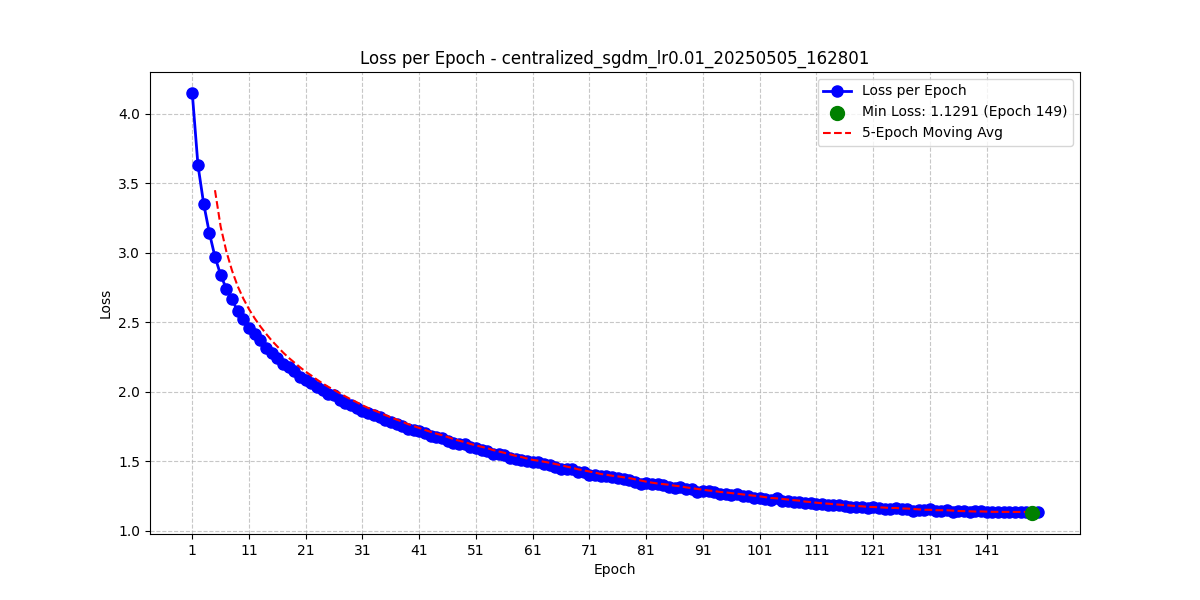 Loss per Epoch - centralized_sgdm_lr0.01_20250505_162801
Loss per Epoch
Min Loss: 1.1291 (Epoch 149)
5-Epoch Moving Avg
4.0
3.5
3.0
2.5
2.0
1.5
1.0
Loss
1 11 21 31 41 51 61 71 81 91 101 111 121 131 141
Epoch